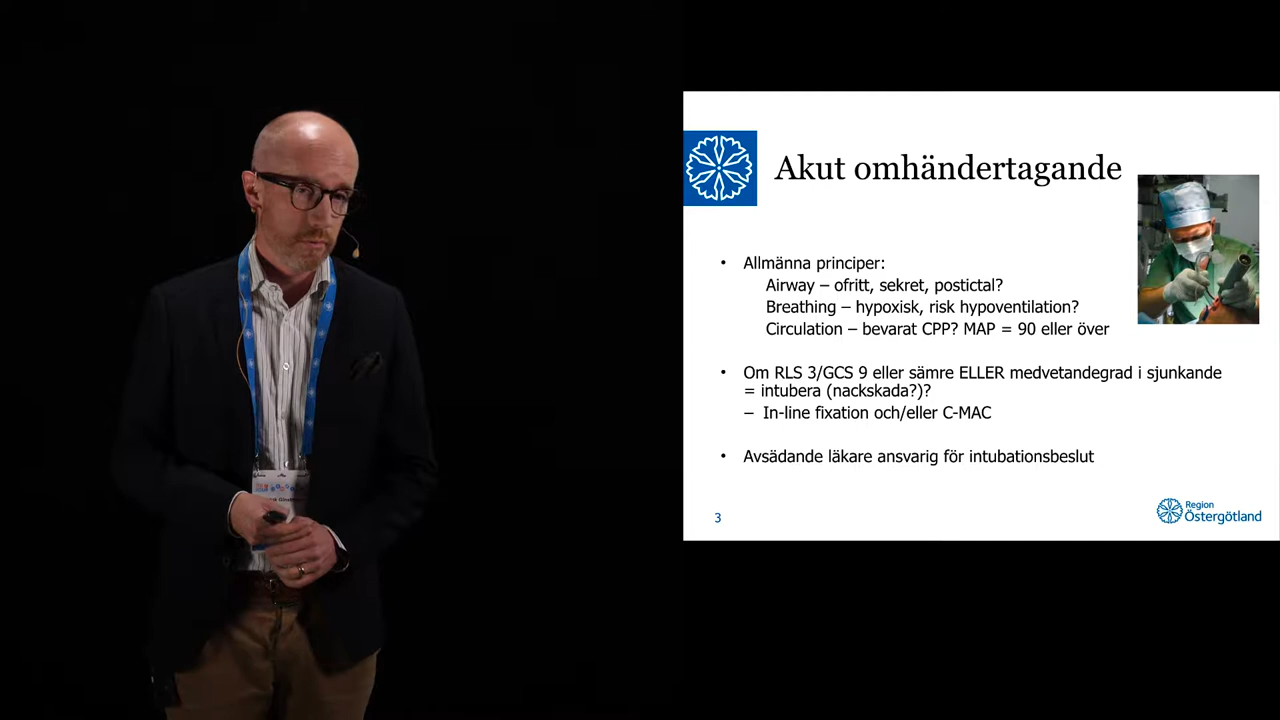 Akut omhändertagande
• Allmänna principer:
Airway – ofritt, sekret, postictal?
Breathing – hypoxisk, risk hypoventilation?
Circulation – bevarat CPP? MAP = 90 eller över
• Om RLS 3/GCS 9 eller sämre ELLER medvetandegrad i sjunkande
= intubera (nackskada?)?
– In-line fixation och/eller C-MAC
• Avsädande läkare ansvarig för intubationsbeslut
3
Region
Östergötland